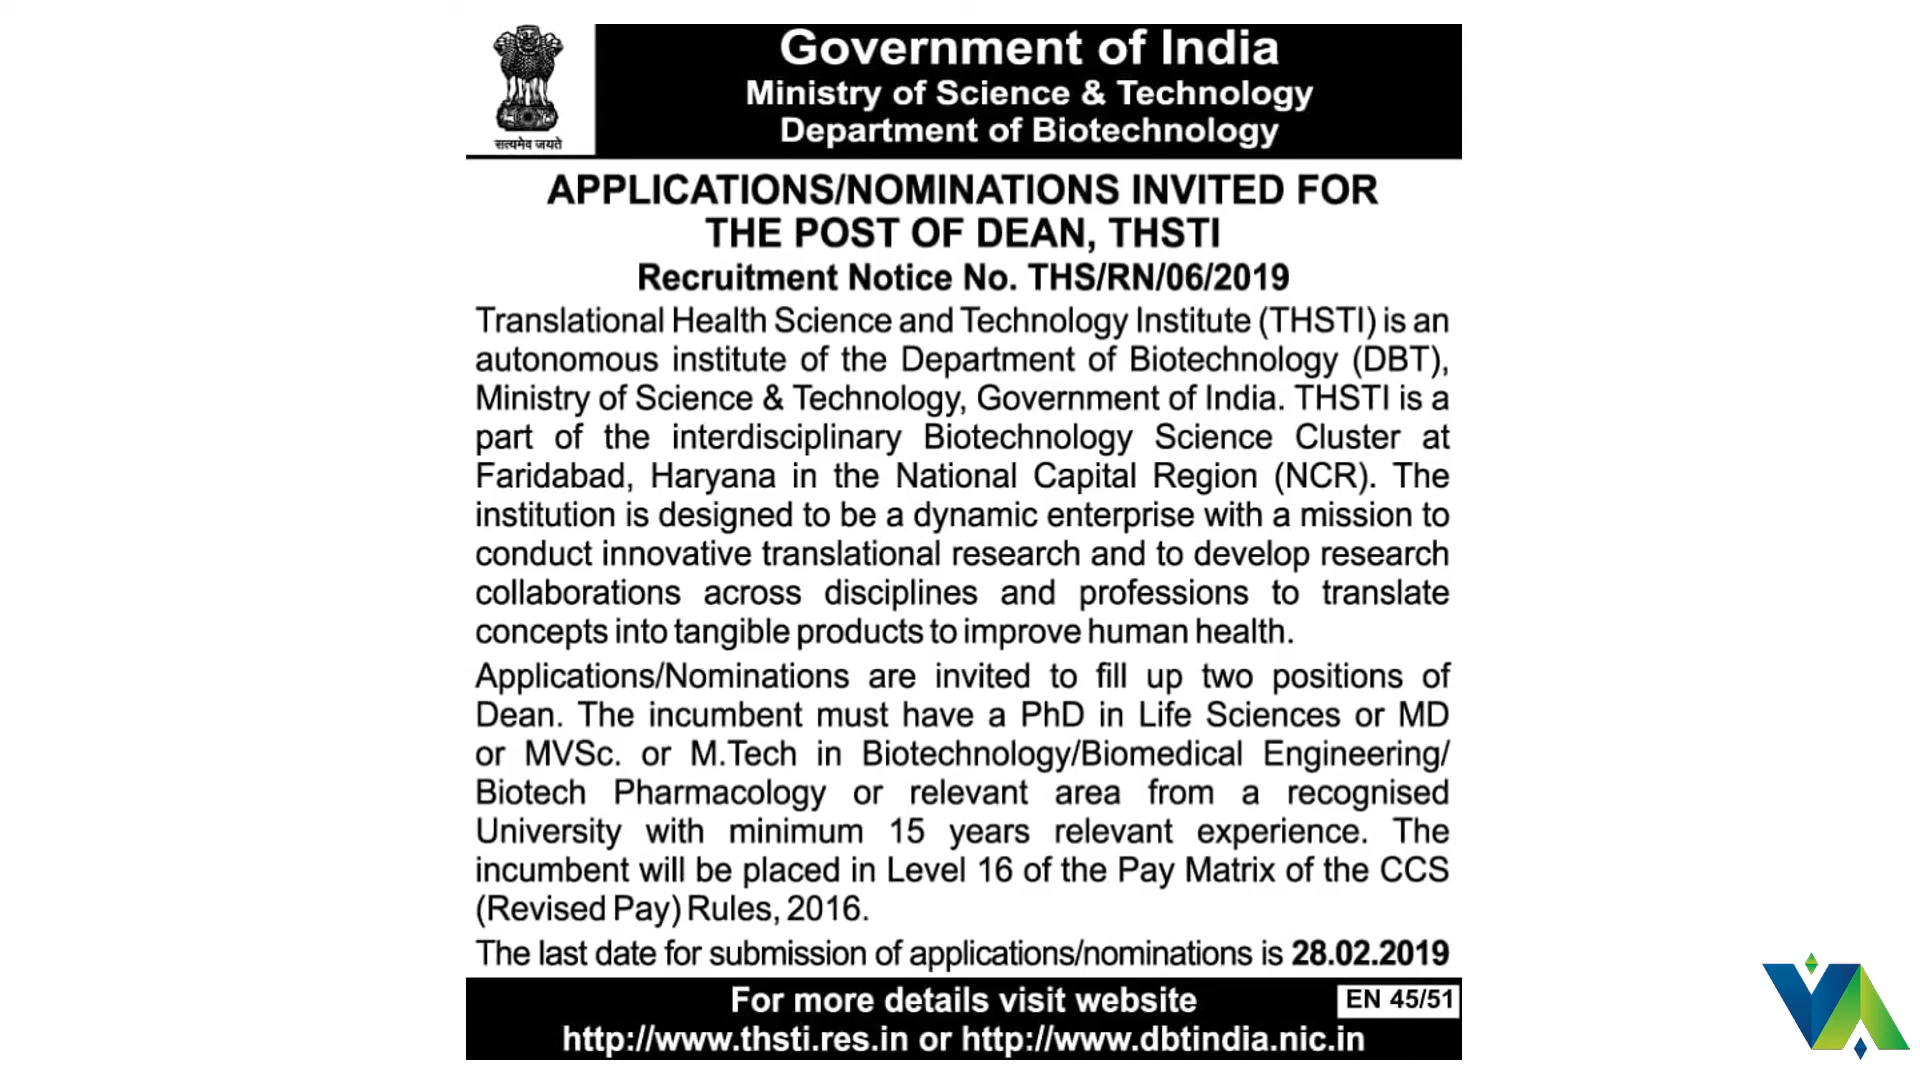 Government of India
Ministry of Science & Technology
Department of Biotechnology
सत्यमेव जयते
APPLICATIONS/NOMINATIONS INVITED FOR
THE POST OF DEAN, THSTI
Recruitment Notice No. THS/RN/06/2019
Translational Health Science and Technology Institute (THSTI) is an
autonomous institute of the Department of Biotechnology (DBT),
Ministry of Science & Technology, Government of India. THSTI is a
part of the interdisciplinary Biotechnology Science Cluster at
Faridabad, Haryana in the National Capital Region (NCR). The
institution is designed to be a dynamic enterprise with a mission to
conduct innovative translational research and to develop research
collaborations across disciplines and professions to translate
concepts into tangible products to improve human health.
Applications/Nominations are invited to fill up two positions of
Dean. The incumbent must have a PhD in Life Sciences or MD
or MVSc. or M.Tech in Biotechnology/Biomedical Engineering/
Biotech Pharmacology or relevant area from a recognised
University with minimum 15 years relevant experience. The
incumbent will be placed in Level 16 of the Pay Matrix of the CCS
(Revised Pay) Rules, 2016.
The last date for submission of applications/nominations is 28.02.2019
For more details visit website
EN 45/51
http://www.thsti.res.in or http://www.dbtindia.nic.in